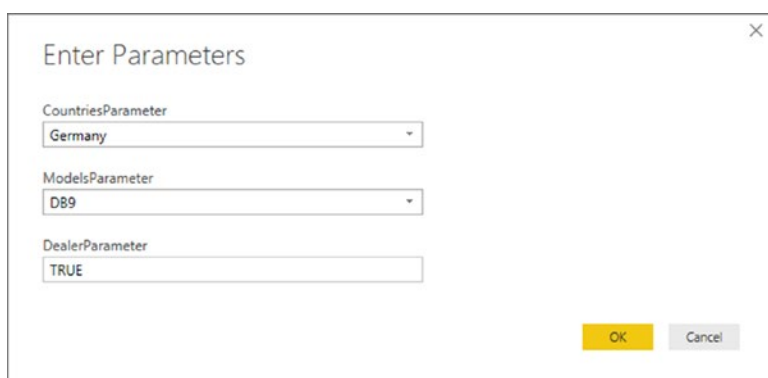 Enter Parameters
CountriesParameter
Germany
ModelsParameter
DB9
DealerParameter
TRUE
OK Cancel